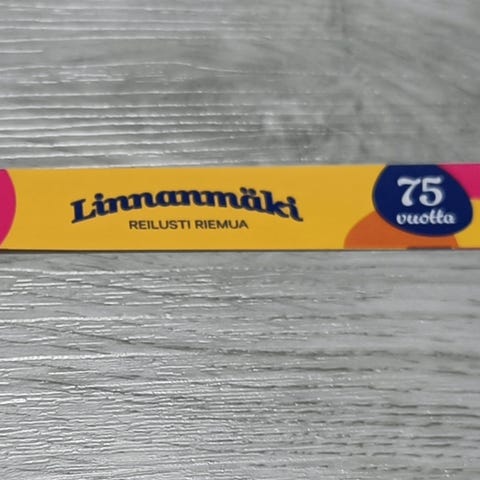 Linnanmäki
REILUSTI RIEMUA
75
vuotta